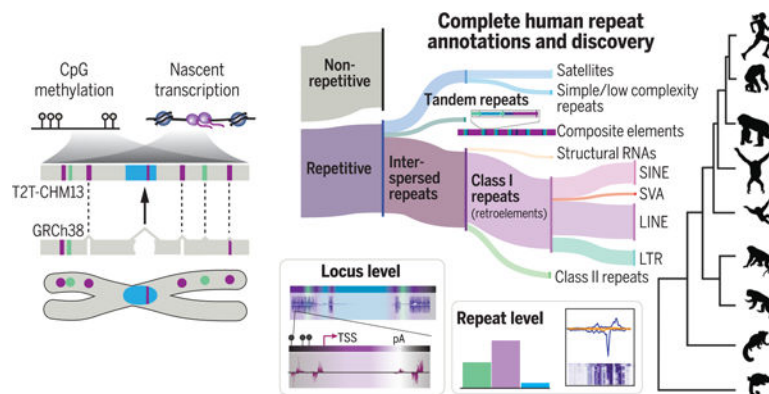 Complete human repeat
annotations and discovery
CpG
methylation
Nascent
transcription
T2T-CHM13
GRCh38
Non-
repetitive
Repetitive
Inter-
spersed
repeats
Tandem repeats
Class I
repeats
(retroelements)
Satellites
Simple/low complexity
repeats
Composite elements
Structural RNAs
SINE
SVA
LINE
LTR
Class II repeats
Locus level
TSS
pA
Repeat level